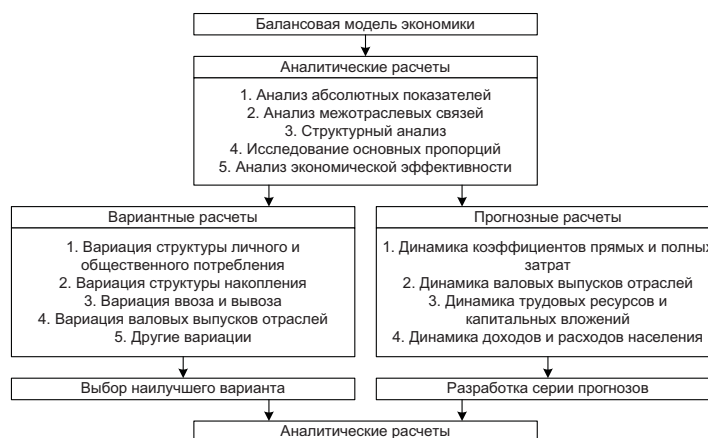 Балансовая модель экономики
Аналитические расчеты
1. Анализ абсолютных показателей
2. Анализ межотраслевых связей
3. Структурный анализ
4. Исследование основных пропорций
5. Анализ экономической эффективности
Вариантные расчеты
1. Вариация структуры личного и
общественного потребления
2. Вариация структуры накопления
3. Вариация ввоза и вывоза
4. Вариация валовых выпусков отраслей
5. Другие вариации
Прогнозные расчеты
1. Динамика коэффициентов прямых и полных
затрат
2. Динамика валовых выпусков отраслей
3. Динамика трудовых ресурсов и
капитальных вложений
4. Динамика доходов и расходов населения
Выбор наилучшего варианта
Разработка серии прогнозов
Аналитические расчеты